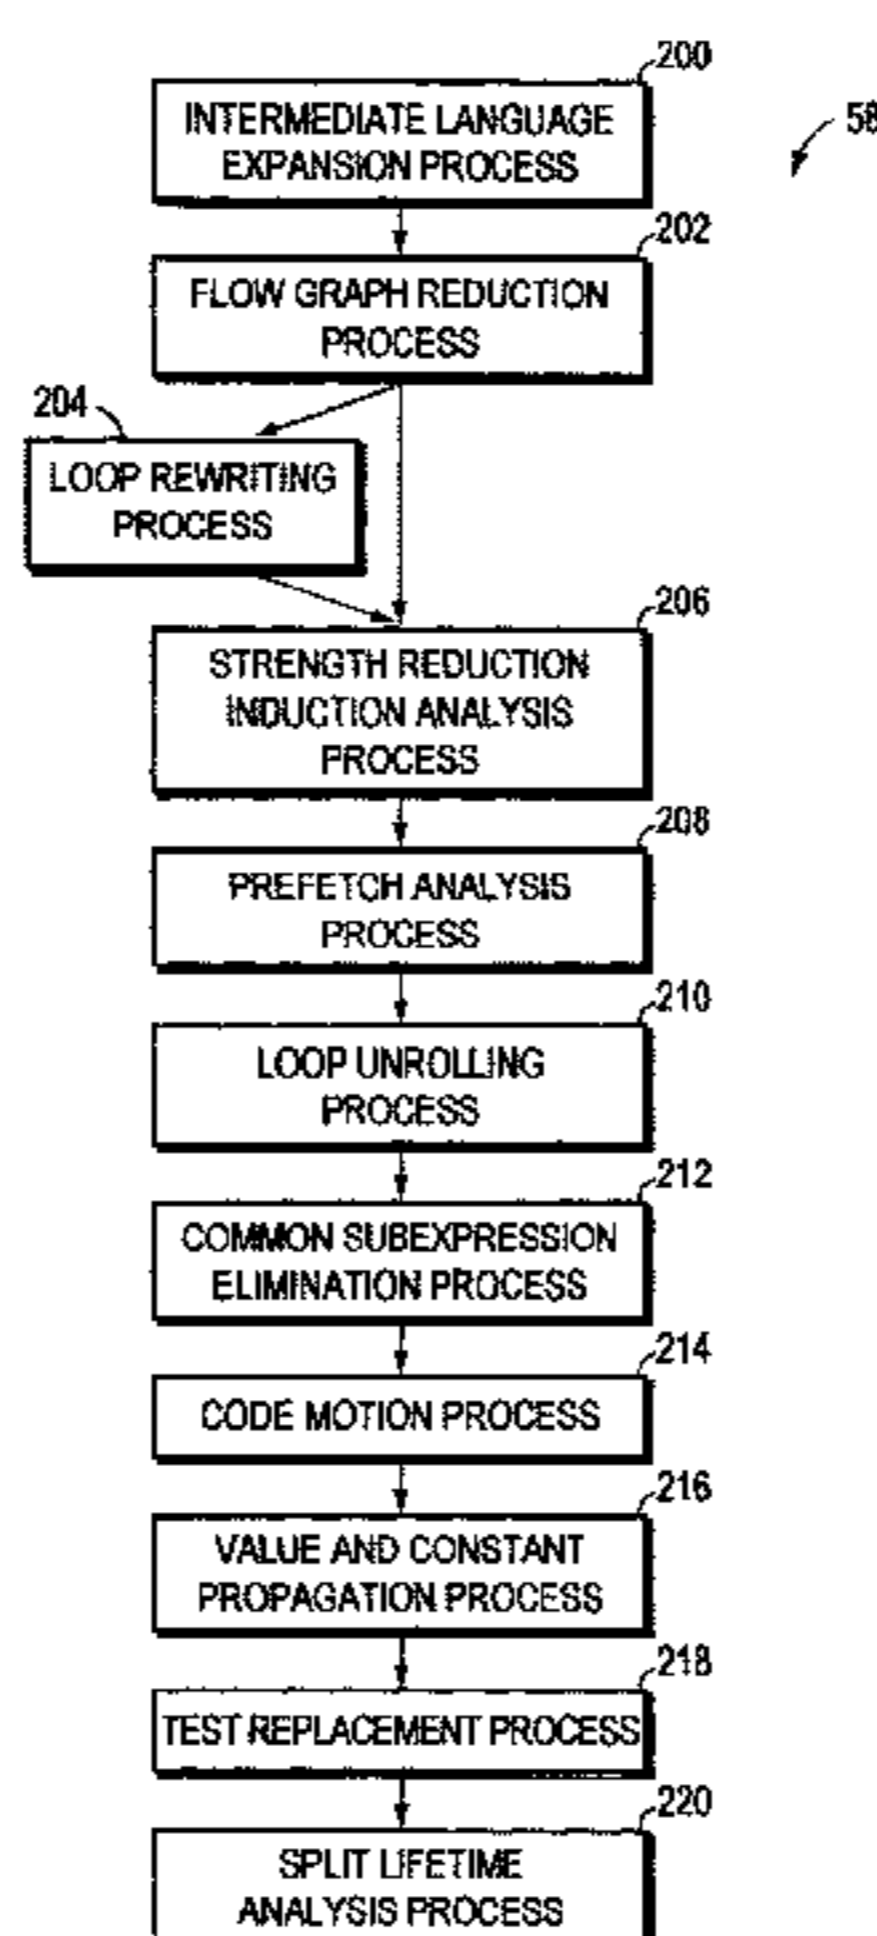 200
INTERMEDIATE LANGUAGE
EXPANSION PROCESS
58
202
FLOW GRAPH REDUCTION
PROCESS
204
LOOP REWRITING
PROCESS
206
STRENGTH REDUCTION
INDUCTION ANALYSIS
PROCESS
208
PREFETCH ANALYSIS
PROCESS
210
LOOP UNROLLING
PROCESS
212
COMMON SUBEXPRESSION
ELIMINATION PROCESS
214
CODE MOTION PROCESS
216
VALUE AND CONSTANT
PROPAGATION PROCESS
218
TEST REPLACEMENT PROCESS
220
SPLIT LIFETIME
ANALYSIS PROCESS